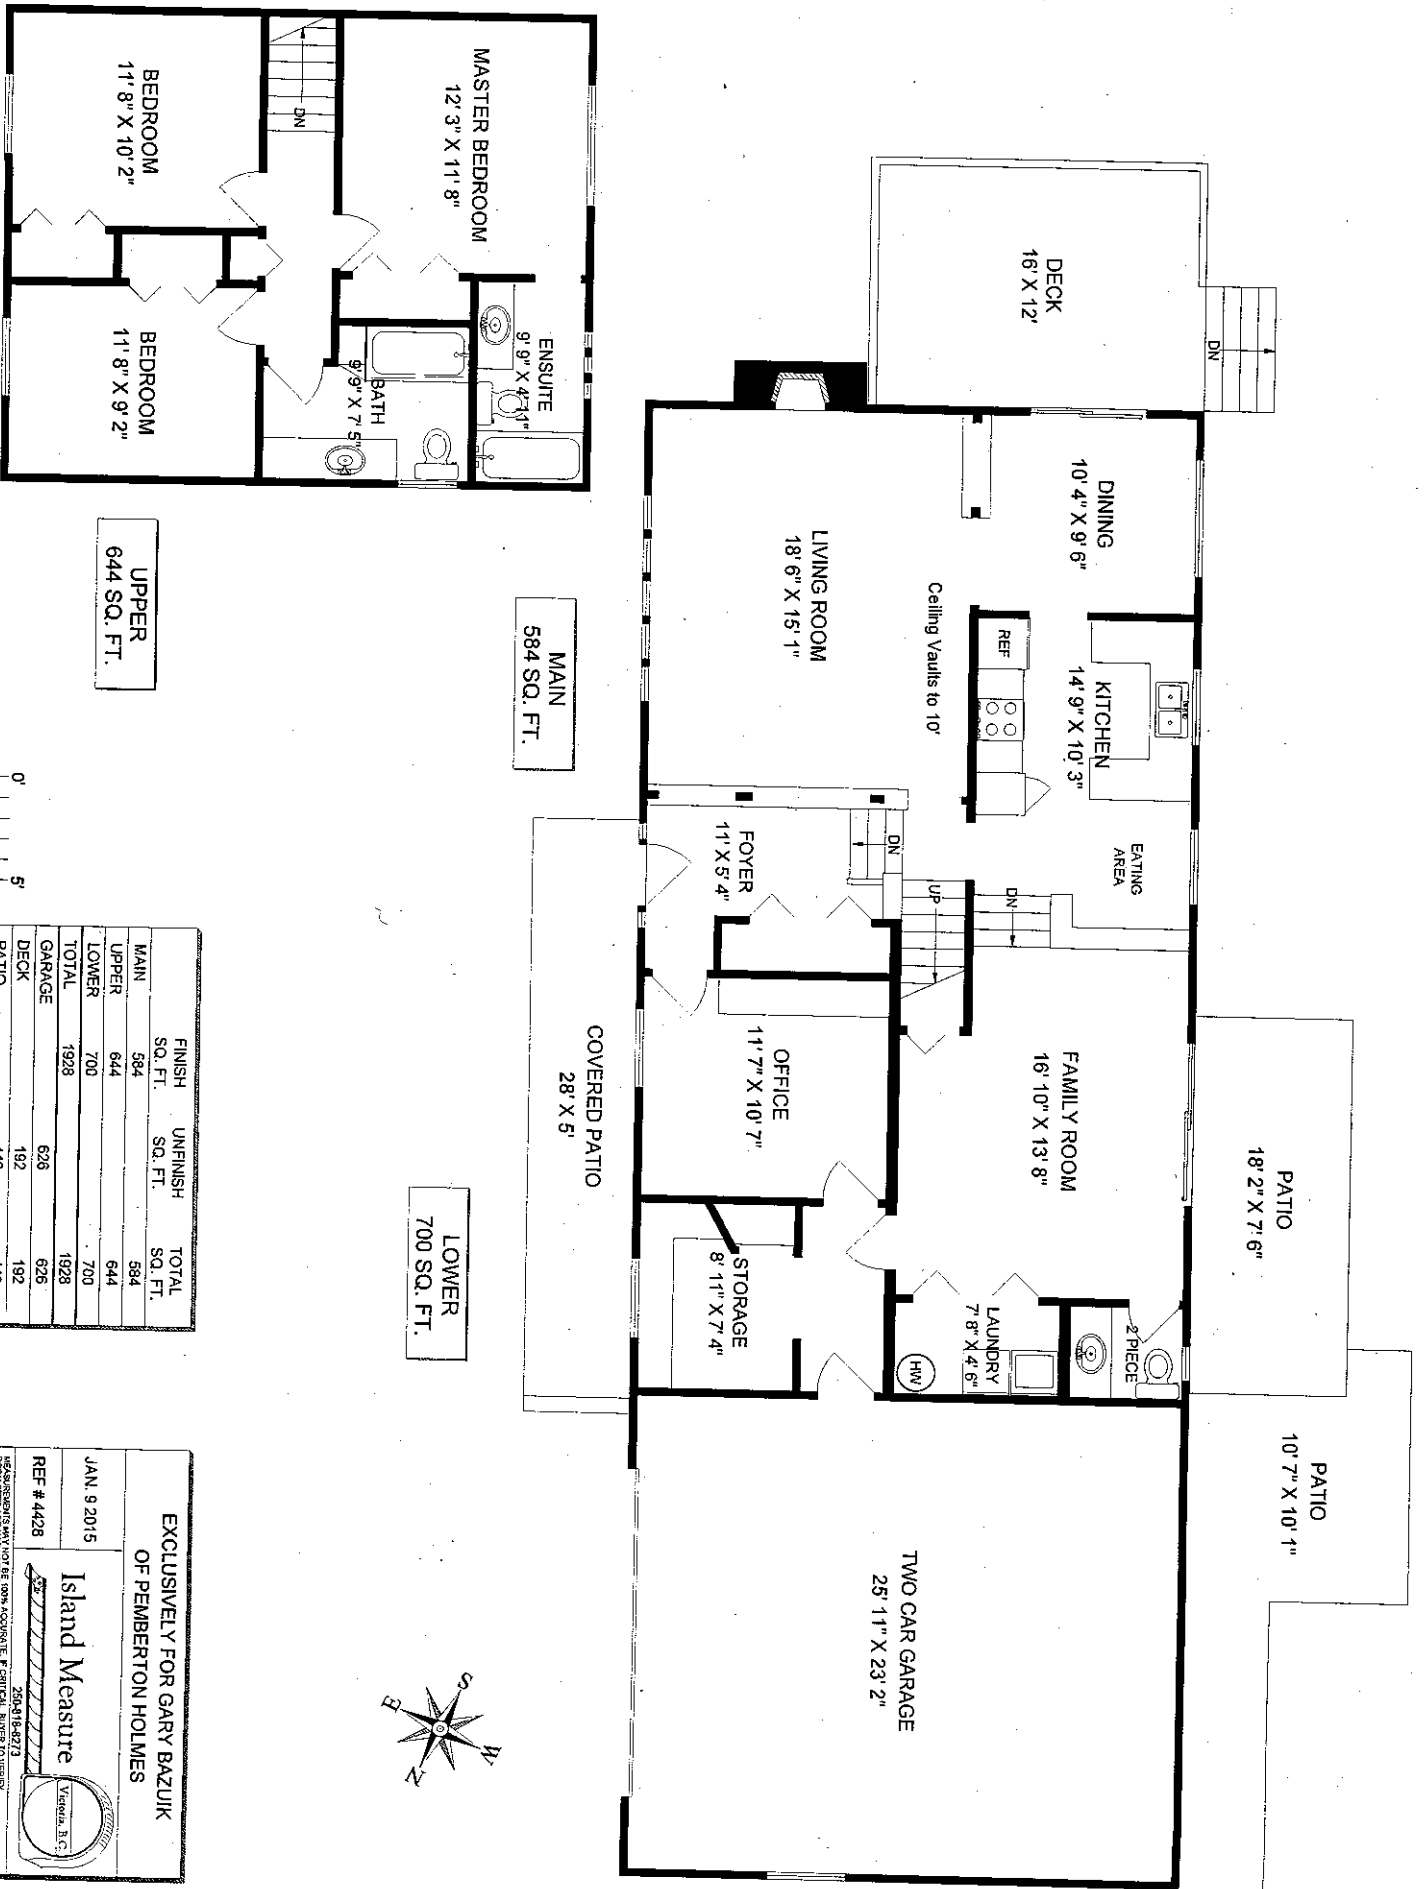 DECK
16' X 12'
DN
DINING
10' 4" X 9' 6"
KITCHEN
14' 9" X 10' 3"
REF
EATING
AREA
Ceiling Vaults to 10'
LIVING ROOM
18' 6" X 15' 1"
DN
UP
DN
FOYER
11' X 5' 4"
FAMILY ROOM
16' 10" X 13' 8"
PATIO
18' 2" X 7' 6"
PATIO
10' 7" X 10' 1"
OFFICE
11' 7" X 10' 7"
COVERED PATIO
28' X 5'
STORAGE
8' 11" X 7' 4"
LAUNDRY
7' 8" X 4' 6"
HW
2 PIECE
TWO CAR GARAGE
25' 11" X 23' 2"
MAIN
584 SQ. FT.
LOWER
700 SQ. FT.
MASTER BEDROOM
12' 3" X 11' 8"
ENSUITE
9' 9" X 4' 11"
BATH
9' 9" X 7' 5"
DN
BEDROOM
11' 8" X 10' 2"
BEDROOM
11' 8" X 9' 2"
UPPER
644 SQ. FT.
0' 5'
FINISH UNFINISH TOTAL
SQ. FT. SQ. FT. SQ. FT.
MAIN 584 584
UPPER 644 644
LOWER 700 700
TOTAL 1928 1928
GARAGE 626 626
DECK 192 192
S
W
E
N
EXCLUSIVELY FOR GARY BAZUIK
OF PEMBERTON HOLMES
JAN. 9 2015
REF # 4428
Island Measure
Victoria, B.C.
250-818-8273